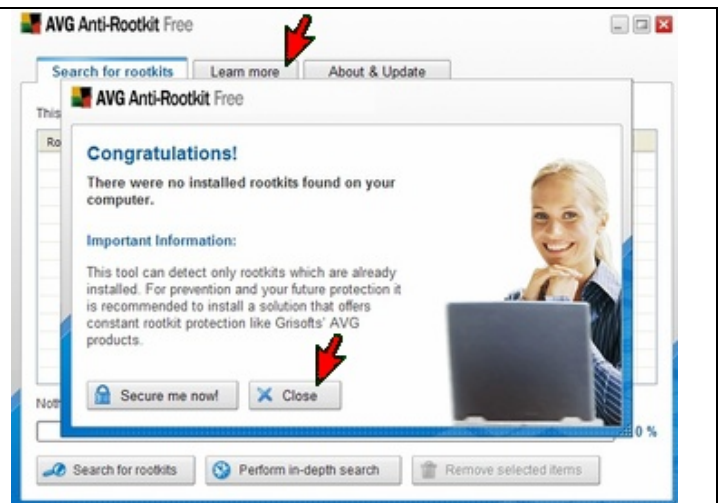 AVG Anti-Rootkit Free
Search for rootkits Learn more About & Update
AVG Anti-Rootkit Free
This
Congratulations!
There were no installed rootkits found on your
computer.
Important Information:
This tool can detect only rootkits which are already
installed. For prevention and your future protection it
is recommended to install a solution that offers
constant rootkit protection like Grisofts' AVG
products.
Secure me now! Close
0 %
Search for rootkits Perform in-depth search Remove selected items